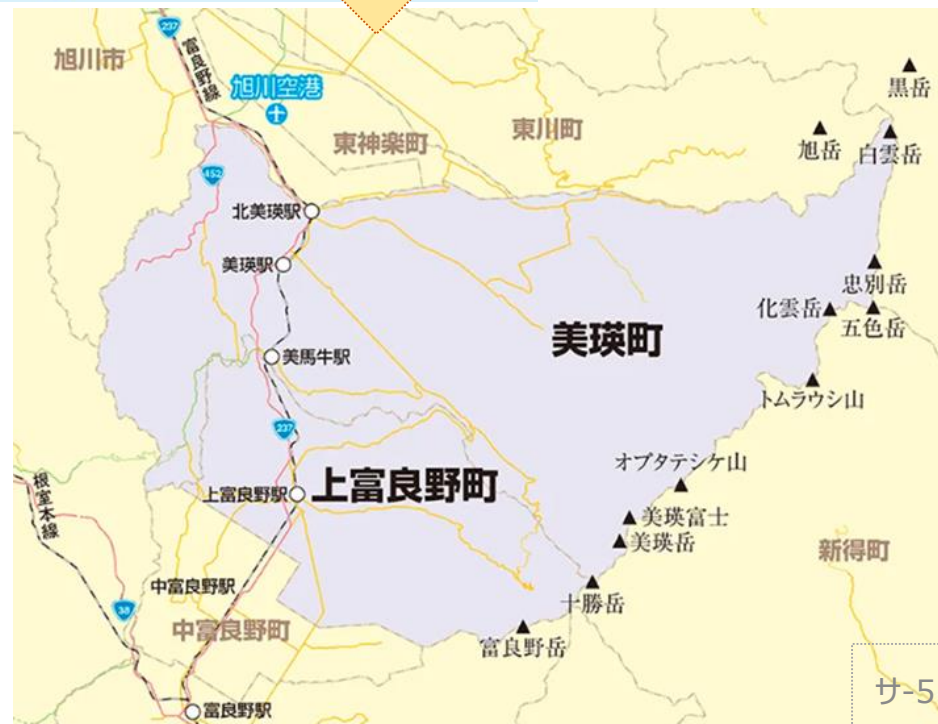 237
富良野線
旭川市
旭川空港
黒岳
東神楽町
東川町
旭岳
白雲岳
452
北美瑛駅
美瑛駅
忠別岳
化雲岳
五色岳
美瑛町
美馬牛駅
トムラウシ山
237
オプタテシケ山
上富良野駅
上富良野町
根室本線
美瑛富士
美瑛岳
新得町
中富良野駅
十勝岳
38
中富良野町
富良野岳
サ-5
富良野駅